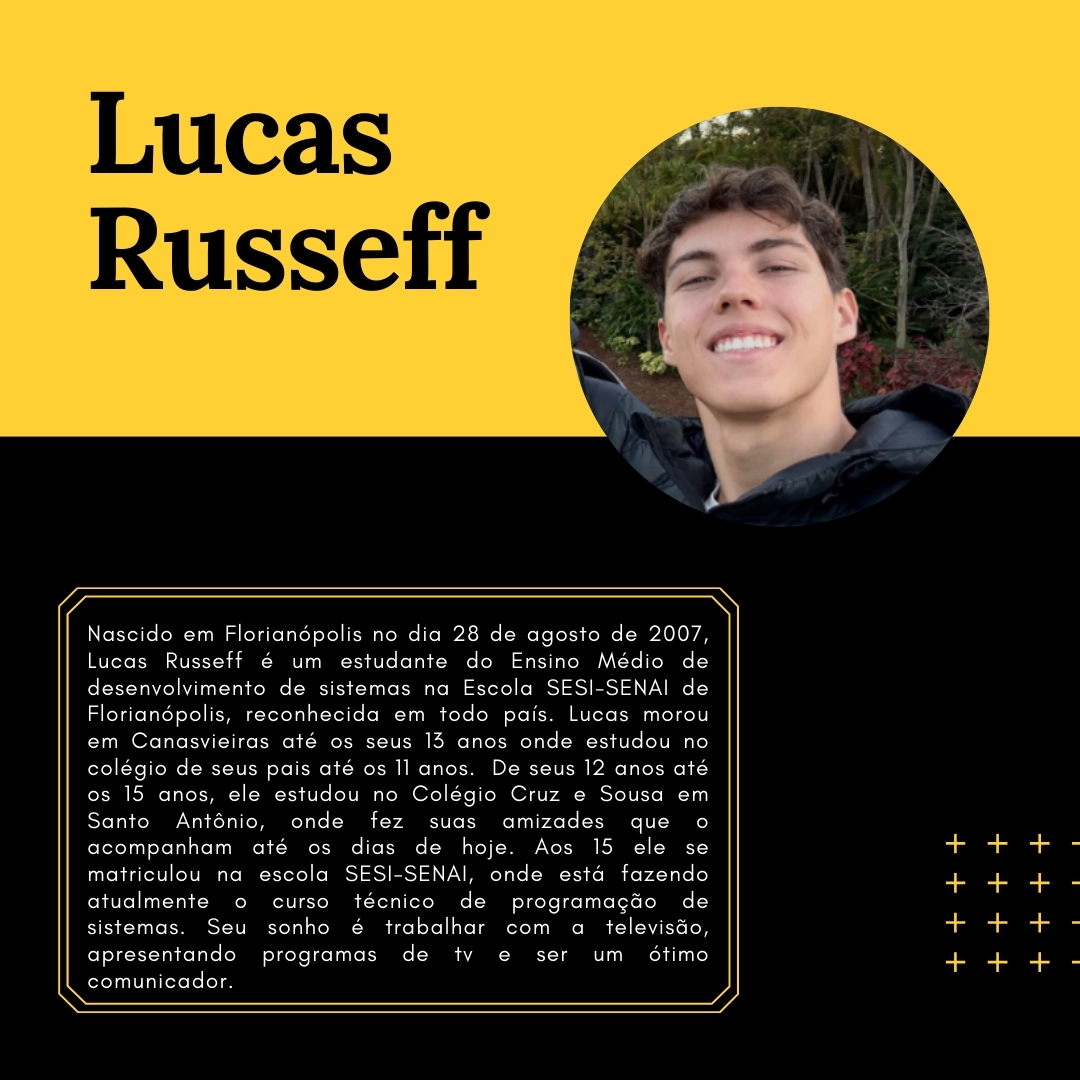 Lucas
Russeff
Nascido em Florianópolis no dia 28 de agosto de 2007,
Lucas Russeff é um estudante do Ensino Médio de
desenvolvimento de sistemas na Escola SESI-SENAI de
Florianópolis, reconhecida em todo país. Lucas morou
em Canasvieiras até os seus 13 anos onde estudou no
colégio de seus pais até os 11 anos.  De seus 12 anos até
os 15 anos, ele estudou no Colégio Cruz e Sousa em
Santo Antônio, onde fez suas amizades que o
acompanham até os dias de hoje. Aos 15 ele se
matriculou na escola SESI-SENAI, onde está fazendo
atualmente o curso técnico de programação de
sistemas. Seu sonho é trabalhar com a televisão,
apresentando programas de tv e ser um ótimo
comunicador.